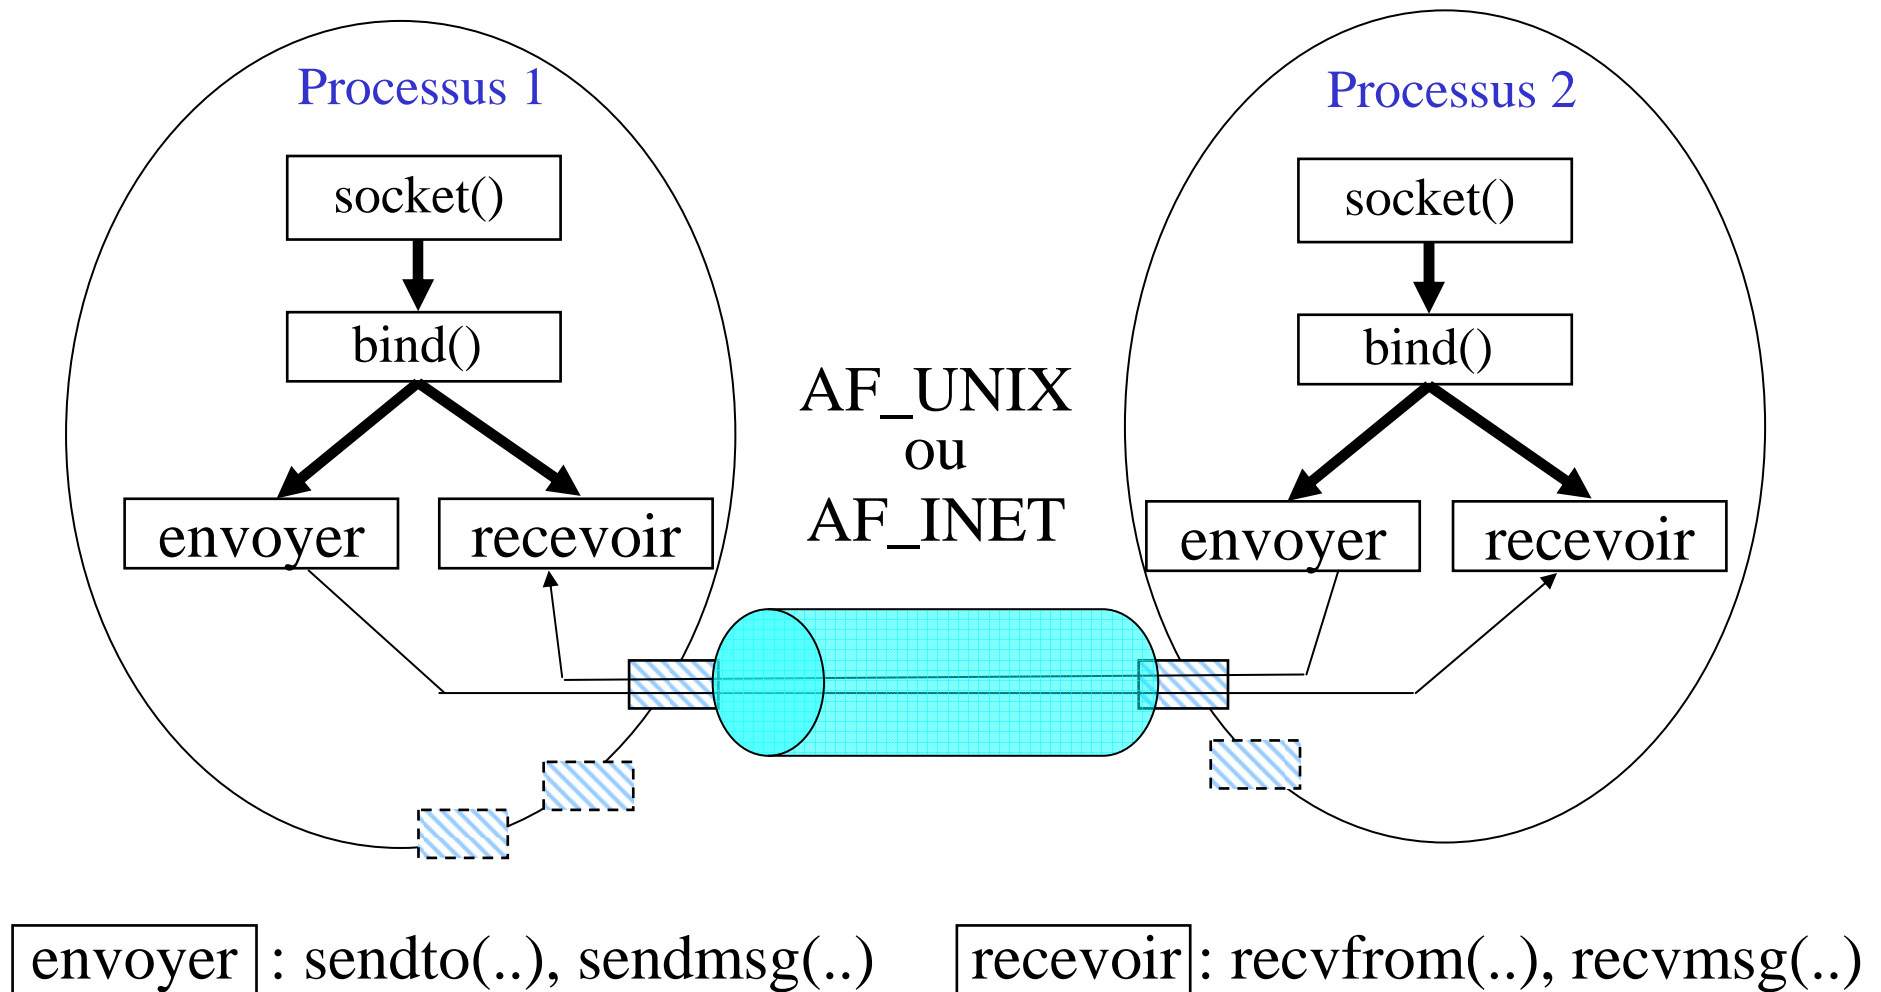 Processus 1
socket()
bind()
envoyer
recevoir
AF_UNIX
ou
AF_INET
Processus 2
socket()
bind()
envoyer
recevoir
envoyer : sendto(..), sendmsg(..)
recevoir : recvfrom(..), recvmsg(..)